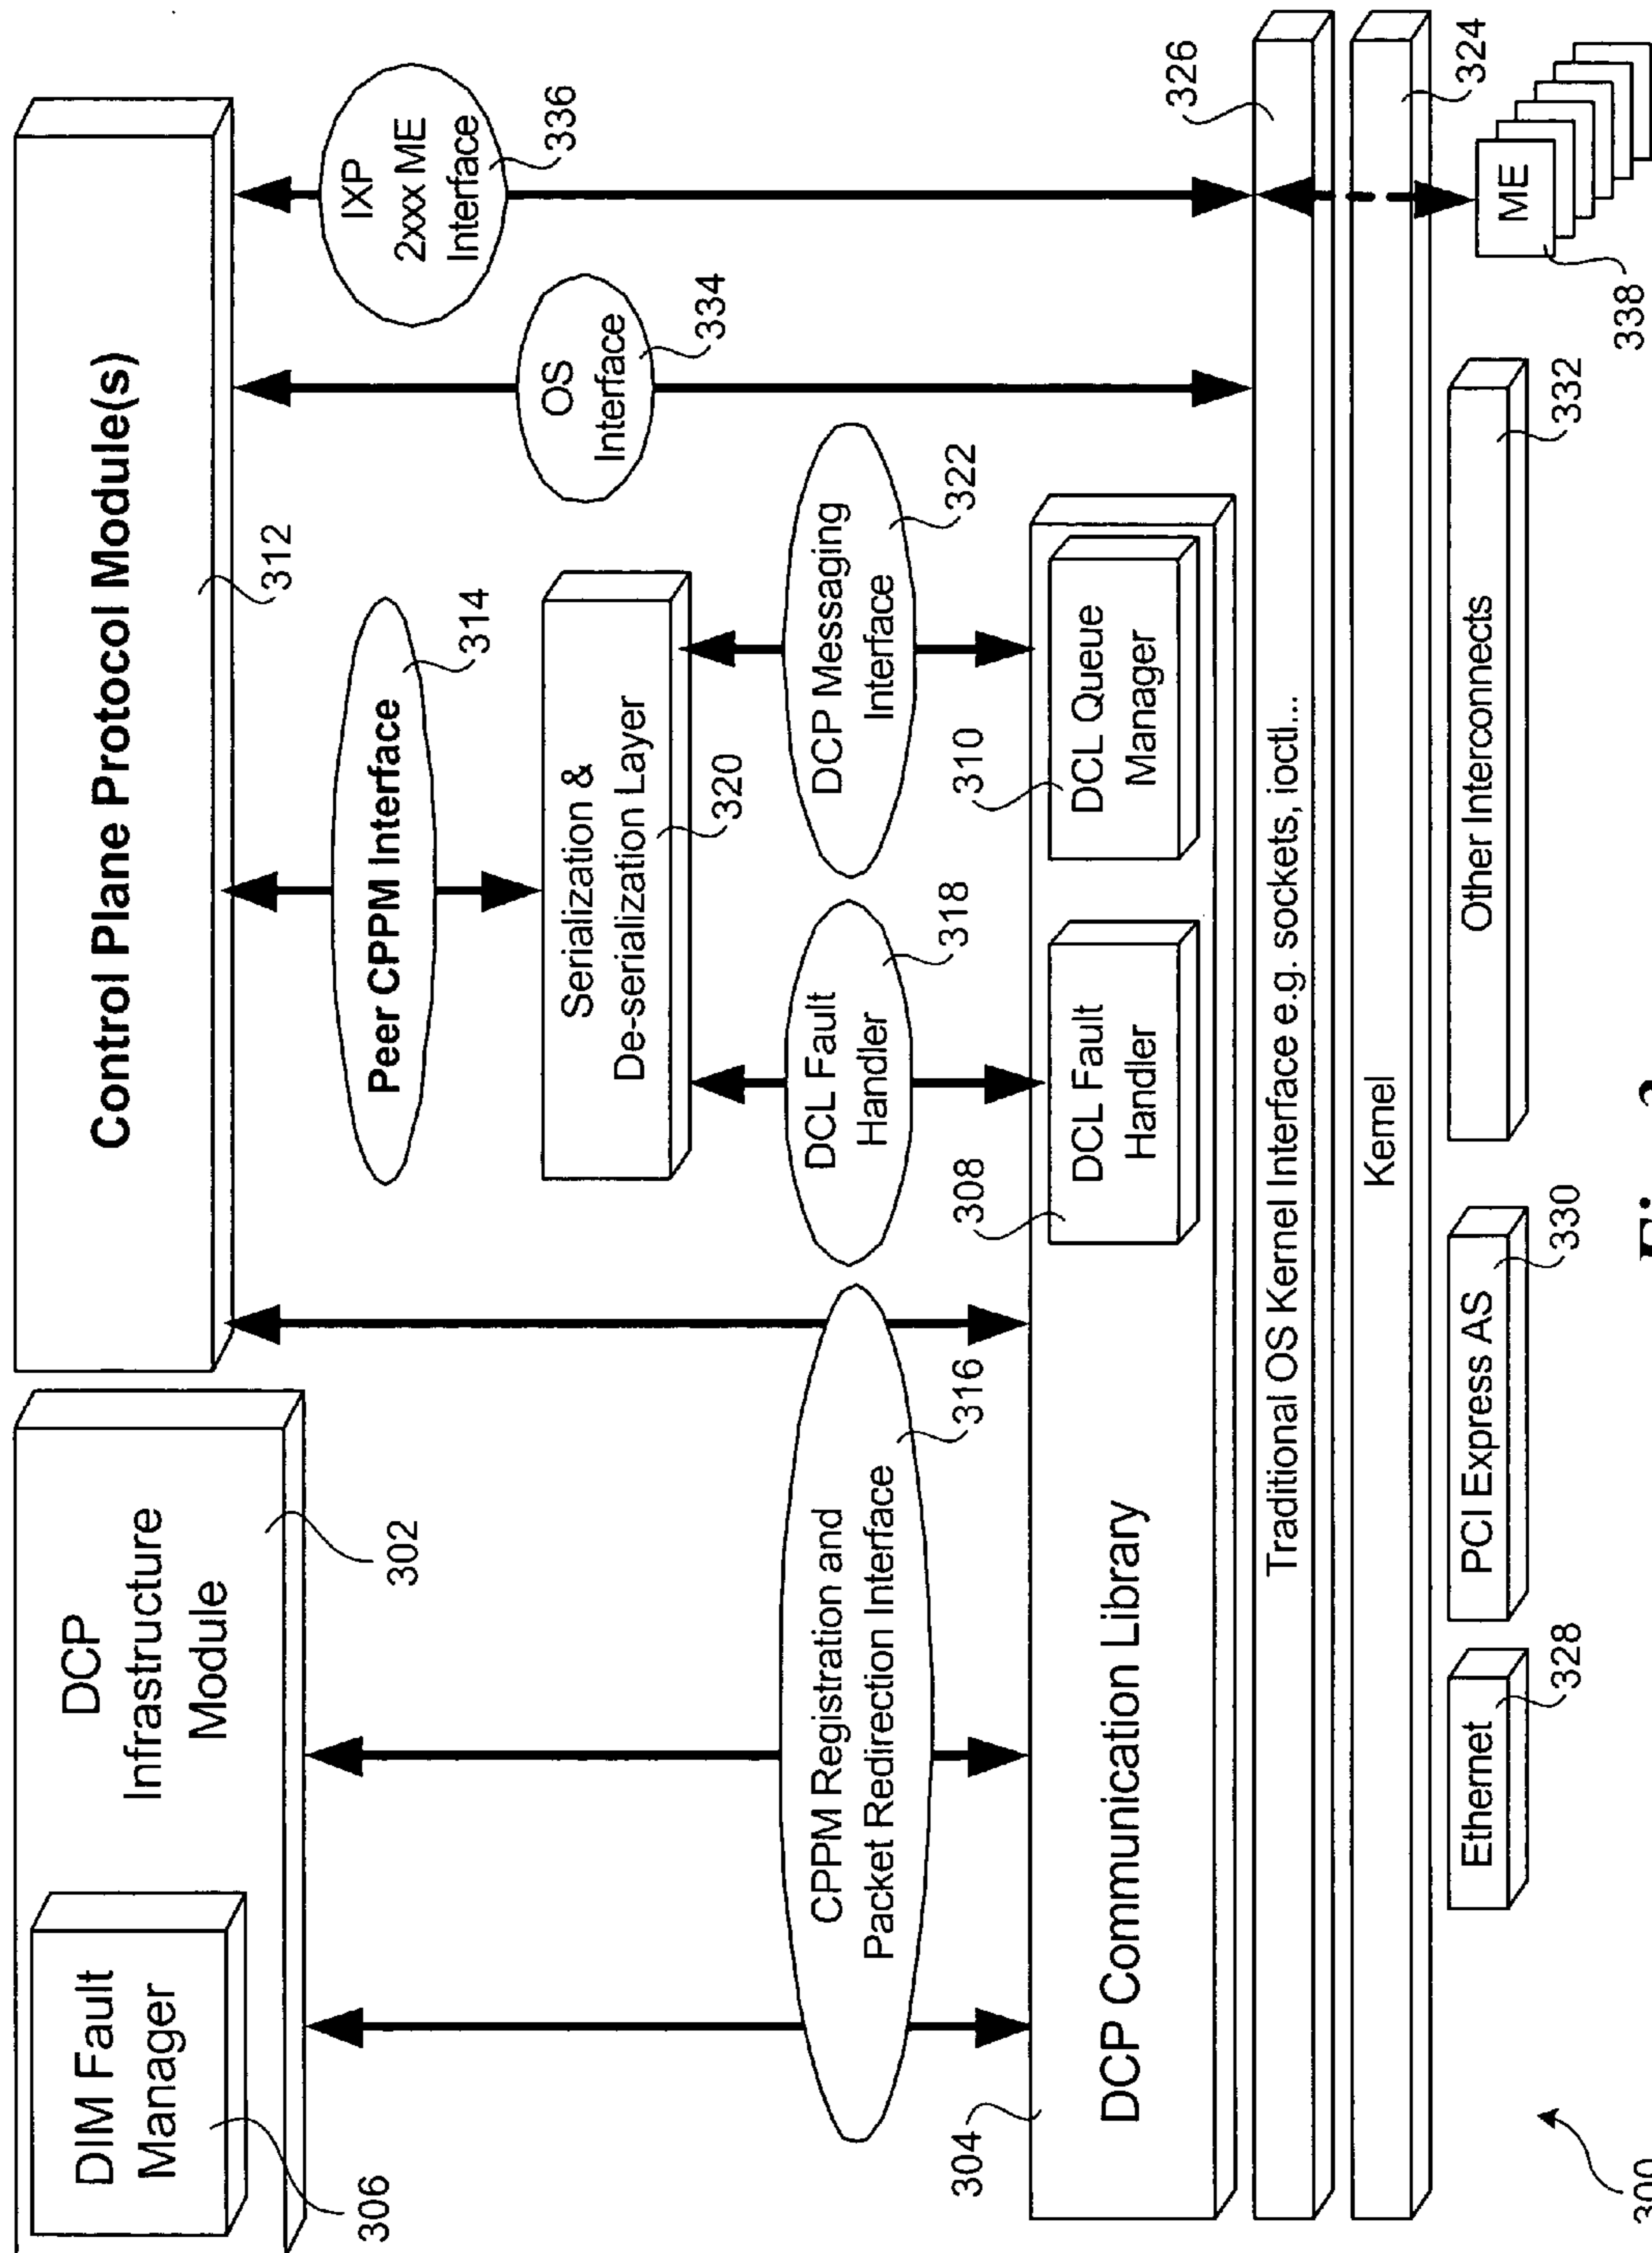 DIM Fault
Manager
306
DCP
Infrastructure
Module
302
Control Plane Protocol Module(s)
312
Peer CPPM Interface
314
IXP
2xxx ME
Interface
336
OS
Interface
334
Serialization &
De-serialization Layer
320
CPPM Registration and
Packet Redirection Interface
316
DCL Fault
Handler
318
DCP Messaging
Interface
322
304
DCP Communication Library
308
DCL Fault
Handler
310
DCL Queue
Manager
326
Traditional OS Kernel Interface e.g. sockets, ioctl...
Kernel
324
Ethernet
328
PCI Express AS
330
Other Interconnects
332
ME
338
300